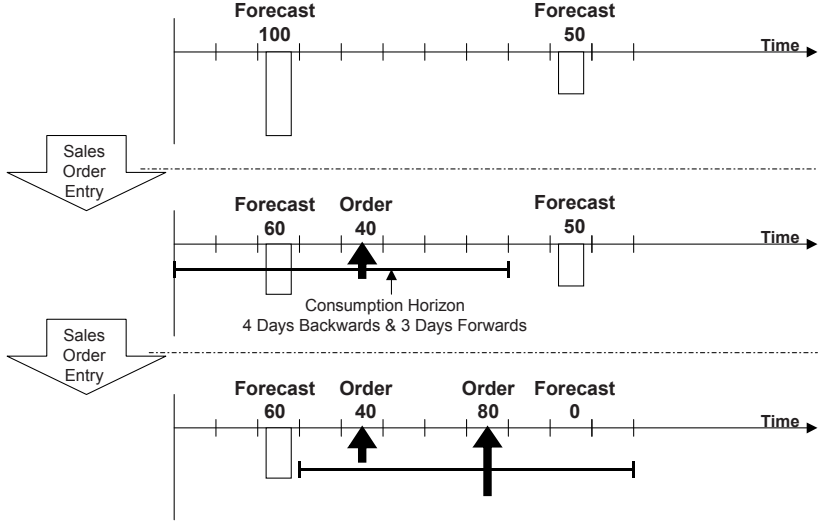 Forecast Forecast
100 50
Time
Sales
Order
Entry
Forecast Order Forecast
60 40 50
Time
Consumption Horizon
4 Days Backwards & 3 Days Forwards
Sales
Order
Entry
Forecast Order Order Forecast
60 40 80 0
Time